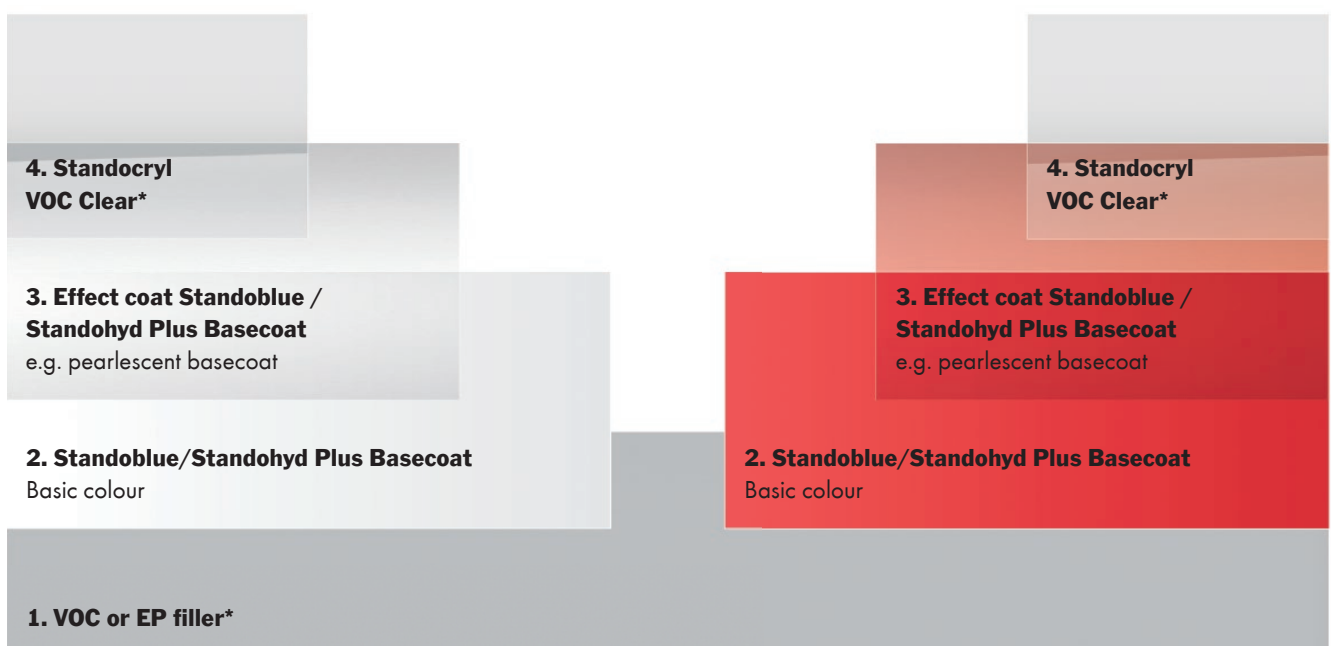 4. Standocryl
VOC Clear*
3. Effect coat Standoblue /
Standohyd Plus Basecoat
e.g. pearlescent basecoat
2. Standoblue/Standohyd Plus Basecoat
Basic colour
4. Standocryl
VOC Clear*
3. Effect coat Standoblue /
Standohyd Plus Basecoat
e.g. pearlescent basecoat
2. Standoblue/Standohyd Plus Basecoat
Basic colour
1. VOC or EP filler*